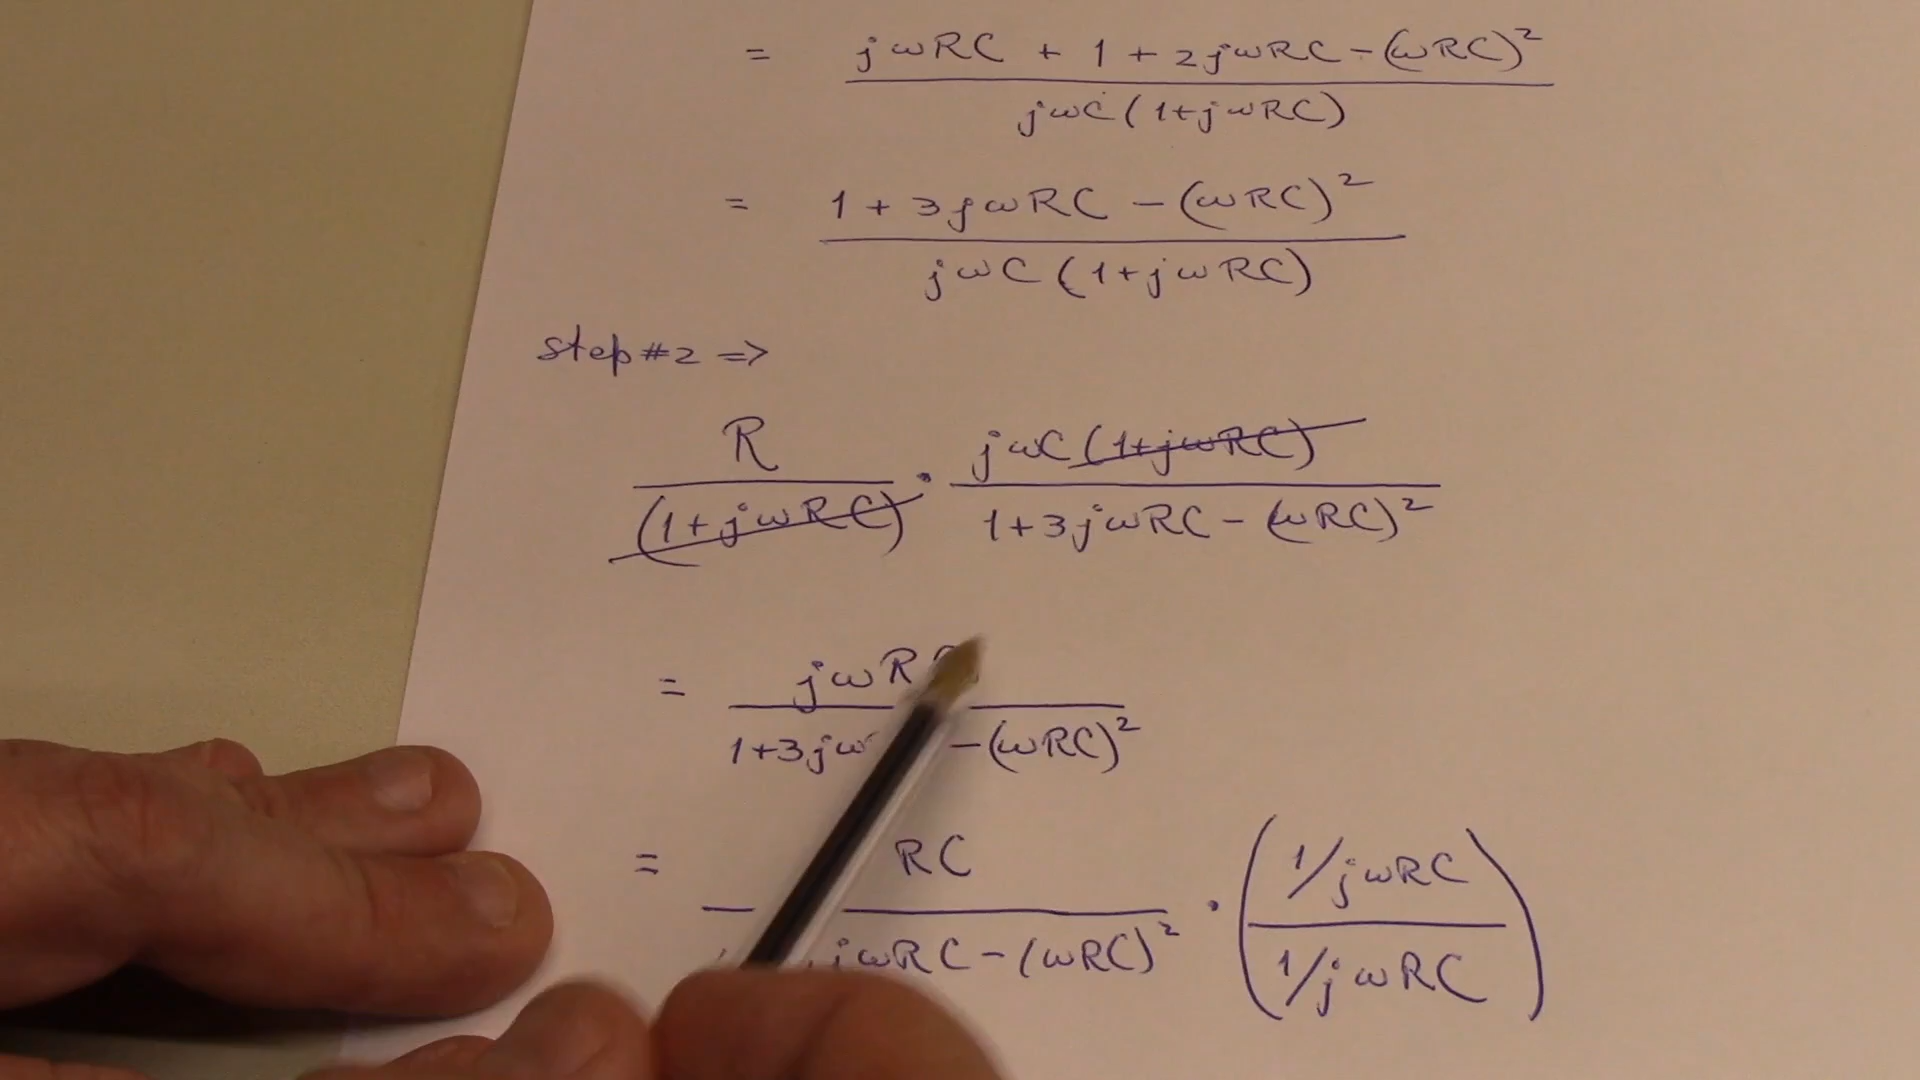 = jωRC + 1 + 2jωRC - (ωRC)²
jωC(1+jωRC)
= 1 + 3jωRC - (ωRC)²
jωC(1+jωRC)
step #2 =>
R . jωC(1+jωRC)
(1+jωRC) 1+3jωRC - (ωRC)²
= jωR
1+3jω -(ωRC)²
= RC . (1/jωRC)
jωRC - (ωRC)² (1/jωRC)